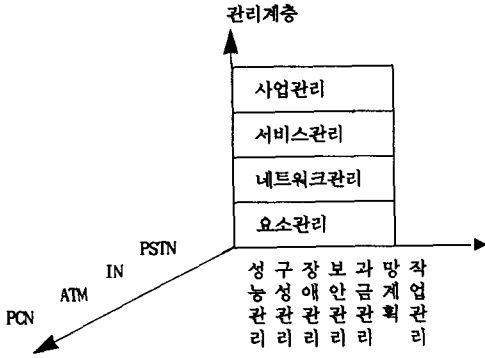 관리계층
사업관리
서비스관리
네트워크관리
요소관리
PSTN
IN
ATM
PCN
성능관리
구성관리
장애관리
보안관리
과금관리
망계획
작업관리